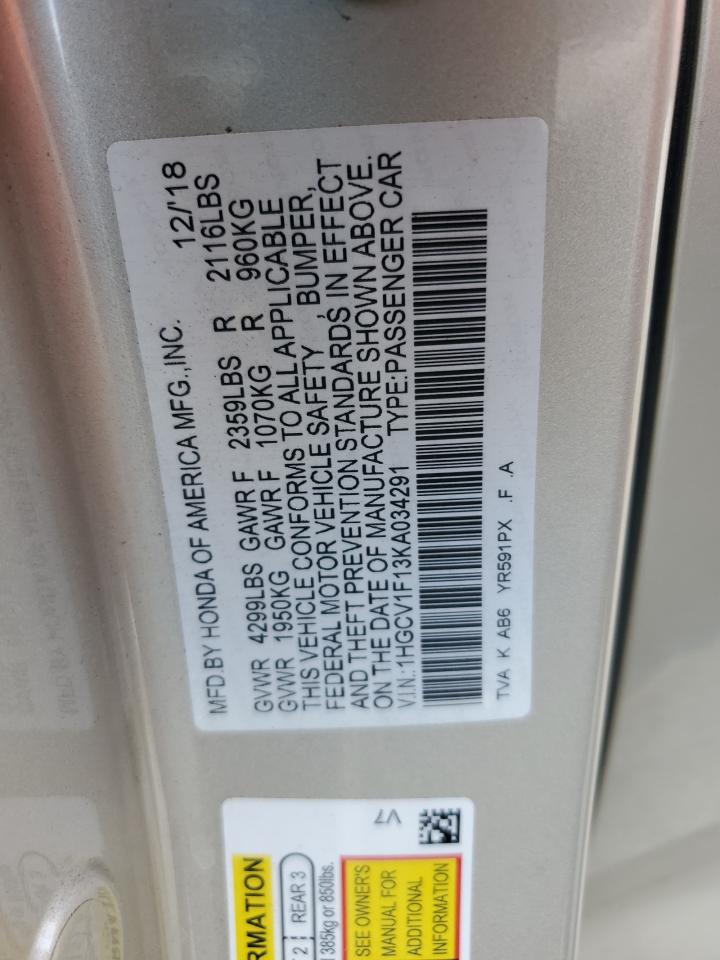 MFD.BY HONDA OF AMERICA MFG.,INC. 12/'18
GVWR 4299LBS GAWR F 2359LBS R 2116LBS
GVWR 1950KG GAWR F 1070KG R 960KG
THIS VEHICLE CONFORMS TO ALL APPLICABLE
FEDERAL MOTOR VEHICLE SAFETY, BUMPER,
AND THEFT PREVENTION STANDARDS, IN EFFECT
ON THE DATE OF MANUFACTURE SHOWN ABOVE.
V.I.N.: 1HGCV1F13KA034291 TYPE:PASSENGER CAR
TVA K AB6 YR591PX .F .A
2 REAR 3
385kg or 850lbs.
SEE OWNER'S
MANUAL FOR
ADDITIONAL
INFORMATION
V7